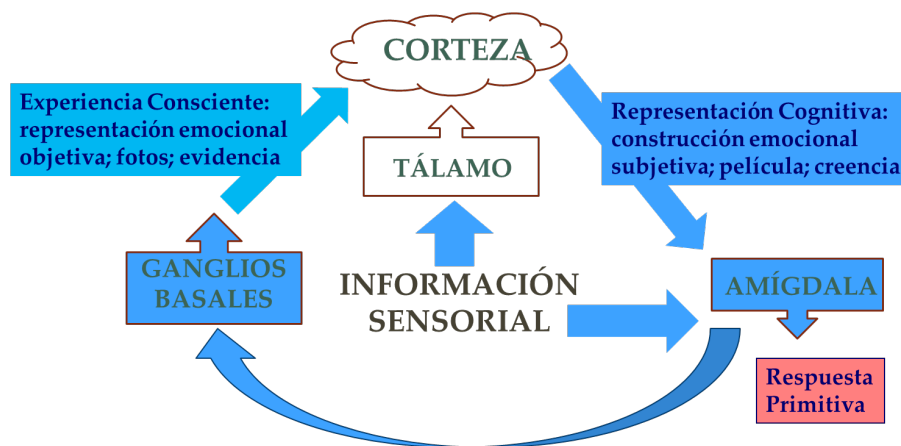 CORTEZA
Experiencia Consciente:
representación emocional
objetiva; fotos; evidencia
Representación Cognitiva:
construcción emocional
subjetiva; película; creencia
TÁLAMO
GANGLIOS
BASALES
INFORMACIÓN
SENSORIAL
AMÍGDALA
Respuesta
Primitiva